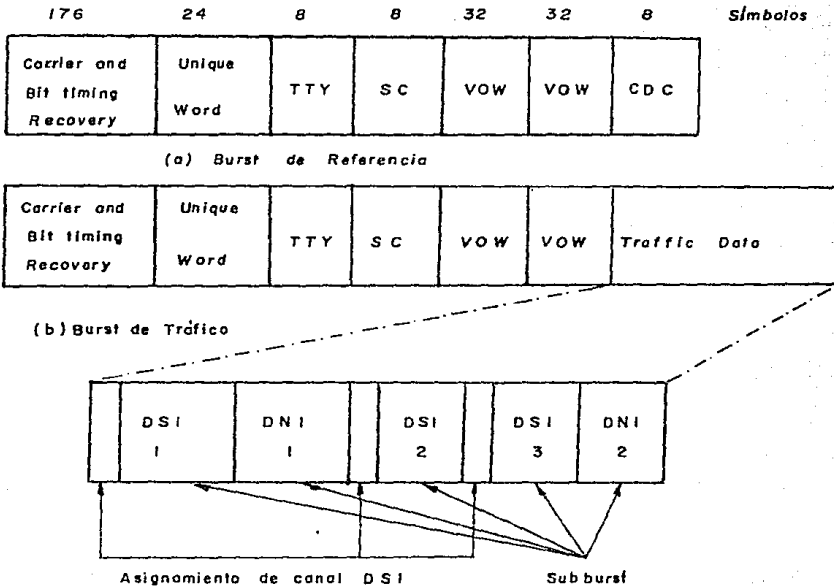 176 24 8 8 32 32 8 Símbolos
Carrier and Bit timing Recovery
Unique Word
TTY
SC
VOW
VOW
CDC
(a) Burst de Referencia
Carrier and Bit timing Recovery
Unique Word
TTY
SC
VOW
VOW
Traffic Data
(b) Burst de Tráfico
DSI 1
DNI 1
DSI 2
DSI 3
DNI 2
Asignamiento de canal DSI
Subburst